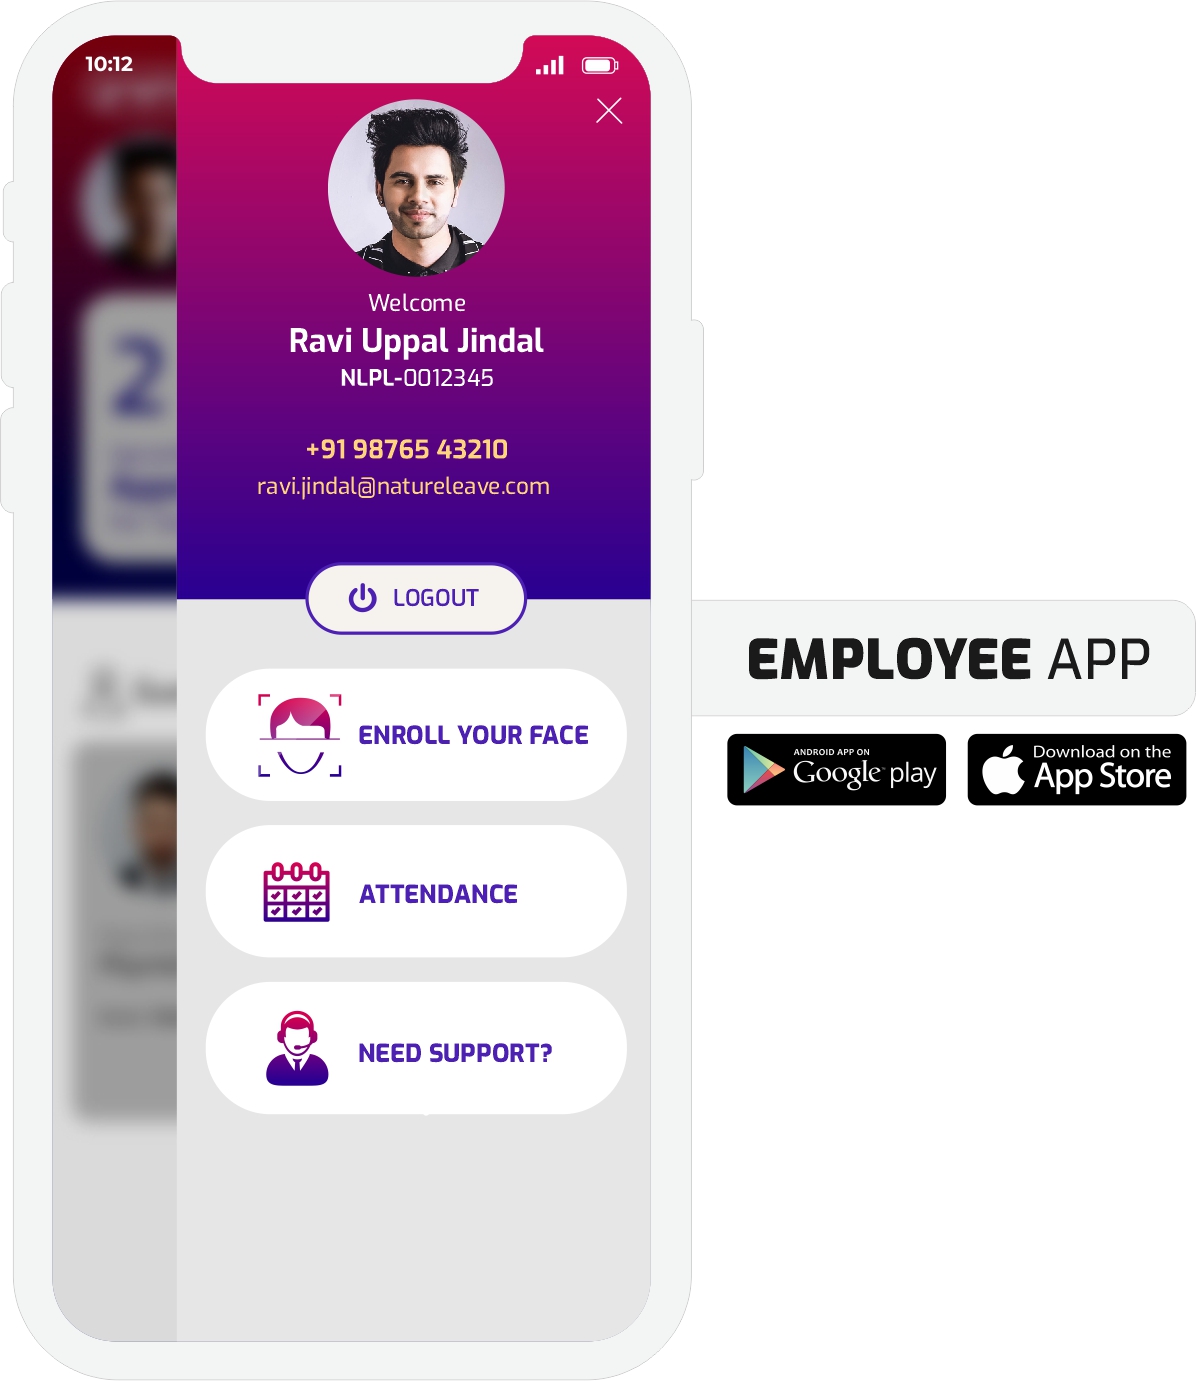 10:12
Welcome
Ravi Uppal Jindal
NLPL-0012345
+91 98765 43210
ravi.jindal@natureleave.com
LOGOUT
ENROLL YOUR FACE
ATTENDANCE
NEED SUPPORT?
2
EMPLOYEE APP
ANDROID APP ON
Google play
Download on the
App Store